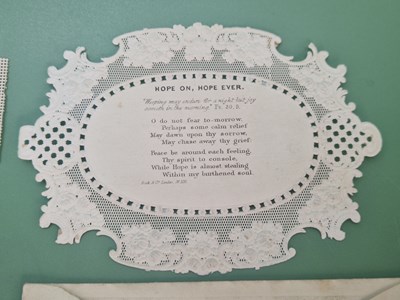 HOPE ON, HOPE EVER.
"Weeping may endure for a night but joy
cometh in the morning" Ps. 30. 5.
O do not fear to-morrow,
Perhaps some calm relief
May dawn upon thy sorrow,
May chase away thy grief.
Peace be around each feeling,
Thy spirit to console,
While Hope is almost stealing
Within my burthened soul.
London